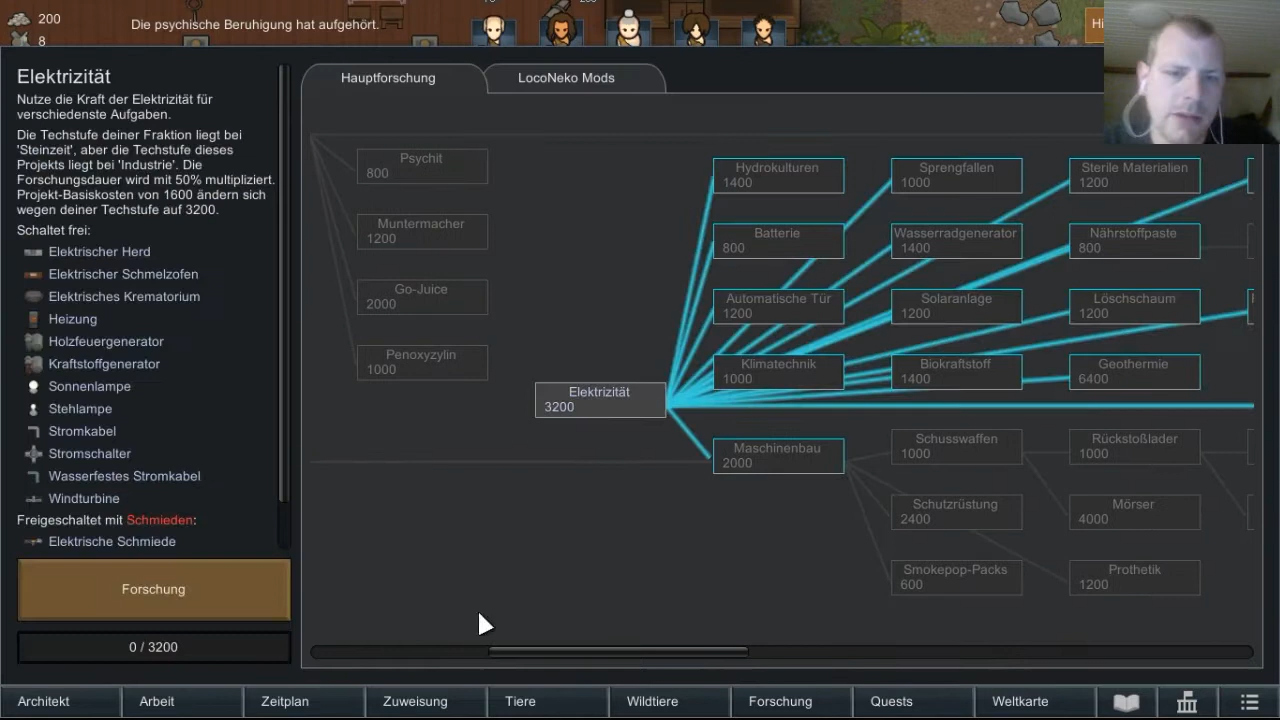 200
Die psychische Beruhigung hat aufgehört.
8
Hi
Elektrizität
Nutze die Kraft der Elektrizität für
verschiedenste Aufgaben.
Die Techstufe deiner Fraktion liegt bei
'Steinzeit', aber die Techstufe dieses
Projekts liegt bei 'Industrie'. Die
Forschungsdauer wird mit 50% multipliziert.
Projekt-Basiskosten von 1600 ändern sich
wegen deiner Techstufe auf 3200.
Schaltet frei:
Elektrischer Herd
Elektrischer Schmelzofen
Elektrisches Krematorium
Heizung
Holzfeuergenerator
Kraftstoffgenerator
Sonnenlampe
Stehlampe
Stromkabel
Stromschalter
Wasserfestes Stromkabel
Windturbine
Freigeschaltet mit Schmieden:
Elektrische Schmiede
Forschung
0 / 3200
Hauptforschung
LocoNeko Mods
Psychit
800
Muntermacher
1200
Go-Juice
2000
Penoxyzylin
1000
Elektrizität
3200
Hydrokulturen
1400
Batterie
800
Automatische Tür
1200
Klimatechnik
1000
Maschinenbau
2000
Sprengfallen
1000
Wasserradgenerator
1400
Solaranlage
1200
Biokraftstoff
1400
Schusswaffen
1000
Schutzrüstung
2400
Smokepop-Packs
600
Sterile Materialien
1200
Nährstoffpaste
800
Löschschaum
1200
Geothermie
6400
Rückstoßlader
1000
Mörser
4000
Prothetik
1200
Architekt
Arbeit
Zeitplan
Zuweisung
Tiere
Wildtiere
Forschung
Quests
Weltkarte